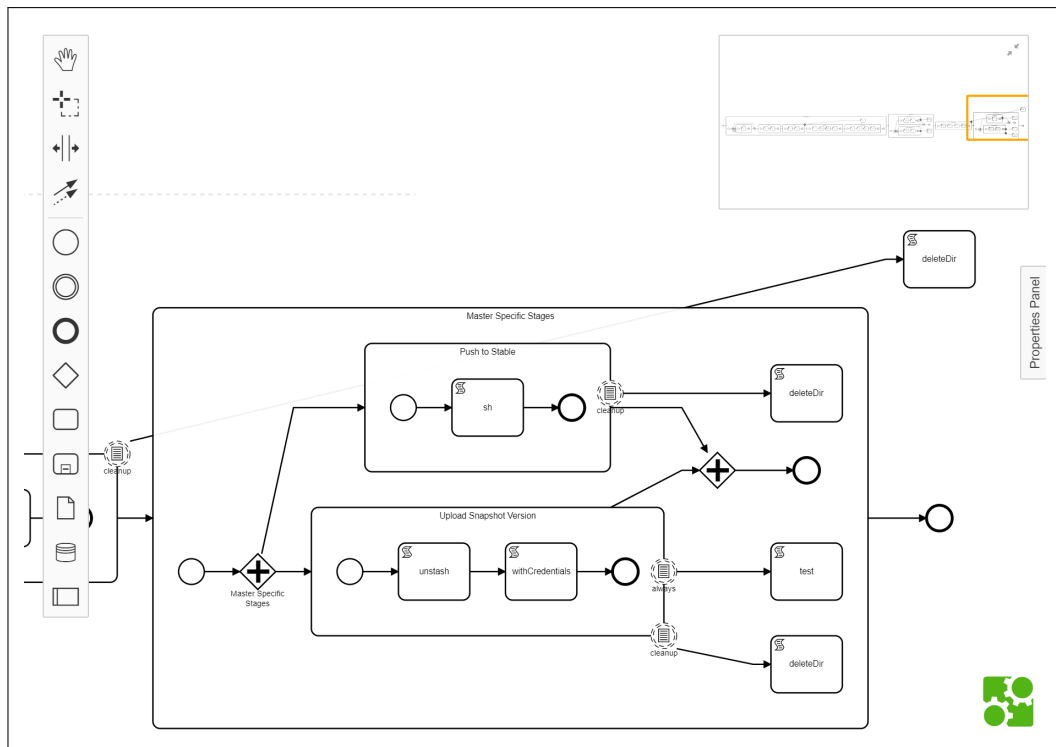 deleteDir
Properties Panel
Master Specific Stages
Push to Stable
sh
cleanup
deleteDir
cleanup
Upload Snapshot Version
unstash
withCredentials
always
test
Master Specific
Stages
cleanup
deleteDir